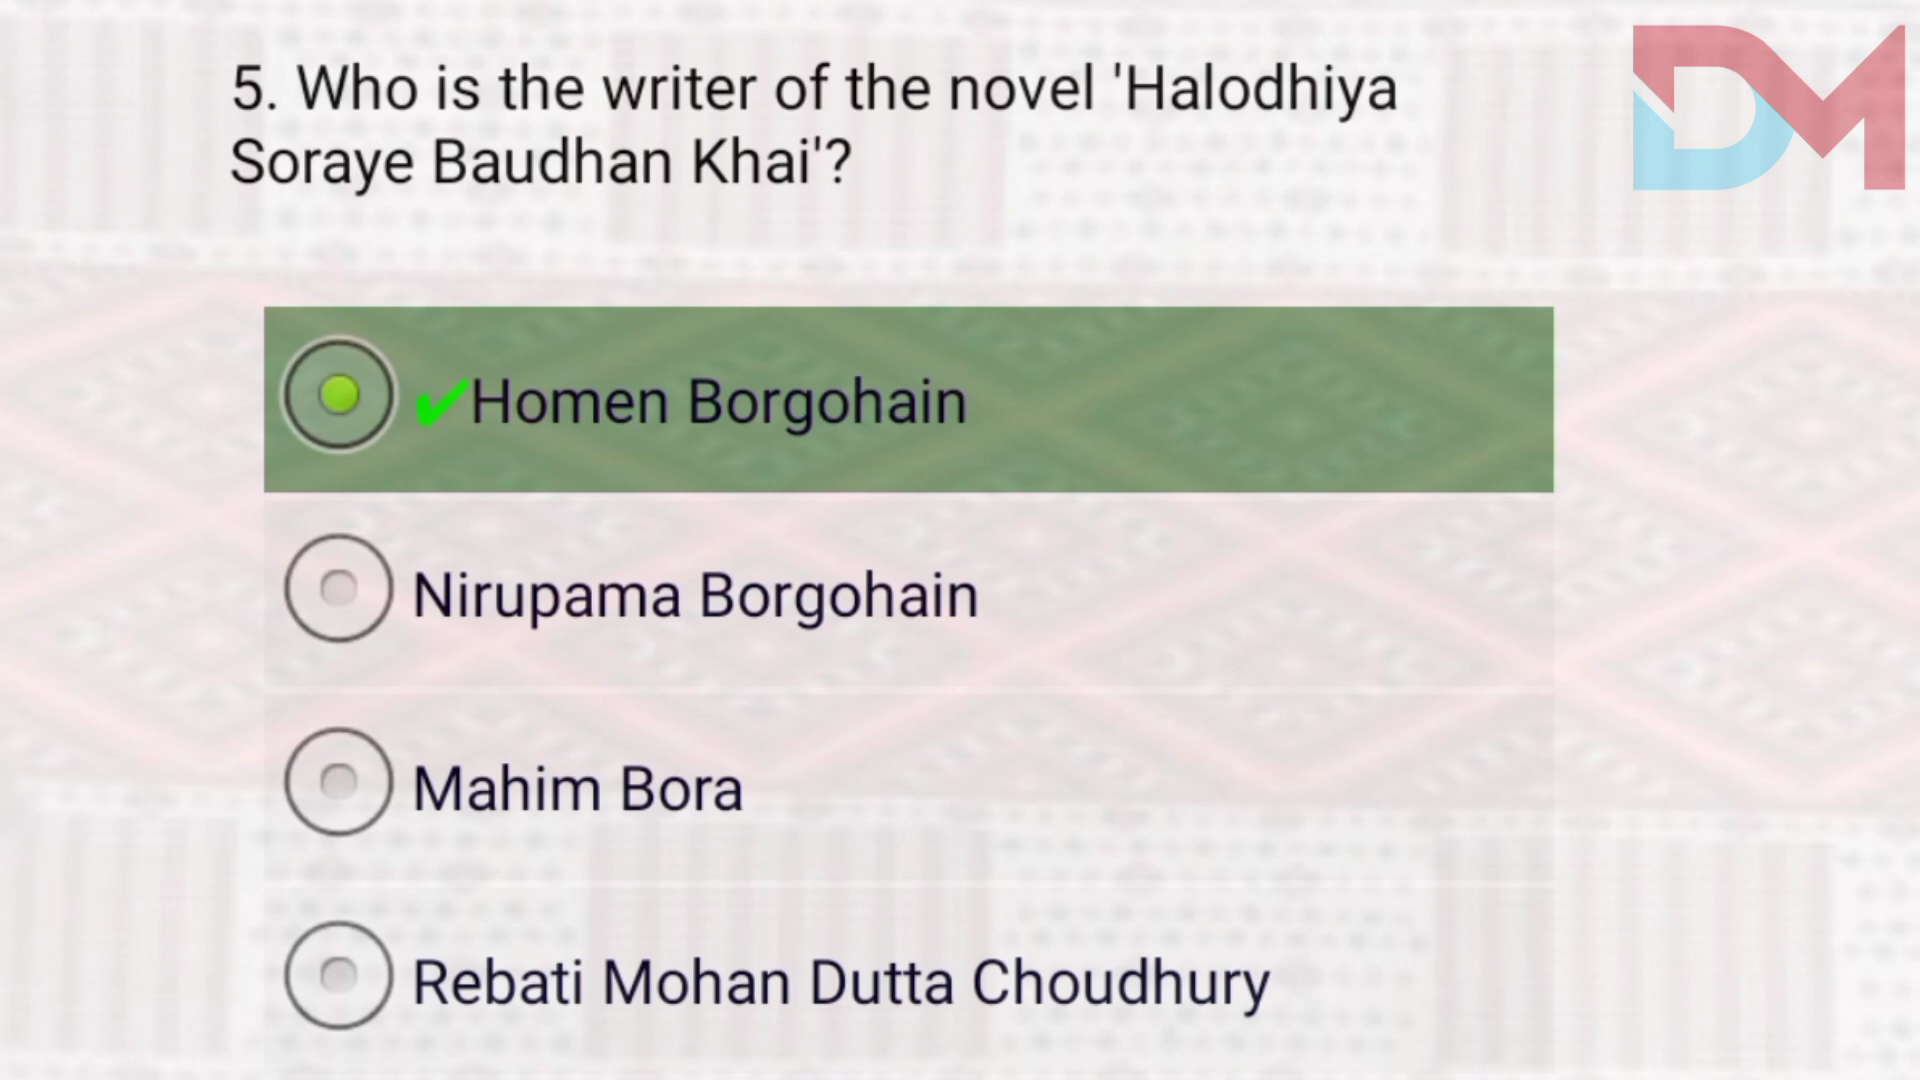 DM
5. Who is the writer of the novel 'Halodhiya
Soraye Baudhan Khai'?
✔Homen Borgohain
Nirupama Borgohain
Mahim Bora
Rebati Mohan Dutta Choudhury